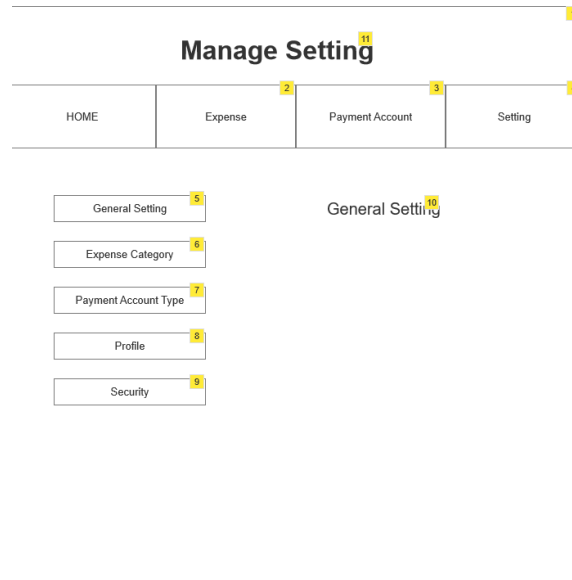 Manage Setting
11
2
3
HOME
Expense
Payment Account
Setting
General Setting
5
General Setting
10
Expense Category
6
Payment Account Type
7
Profile
8
Security
9